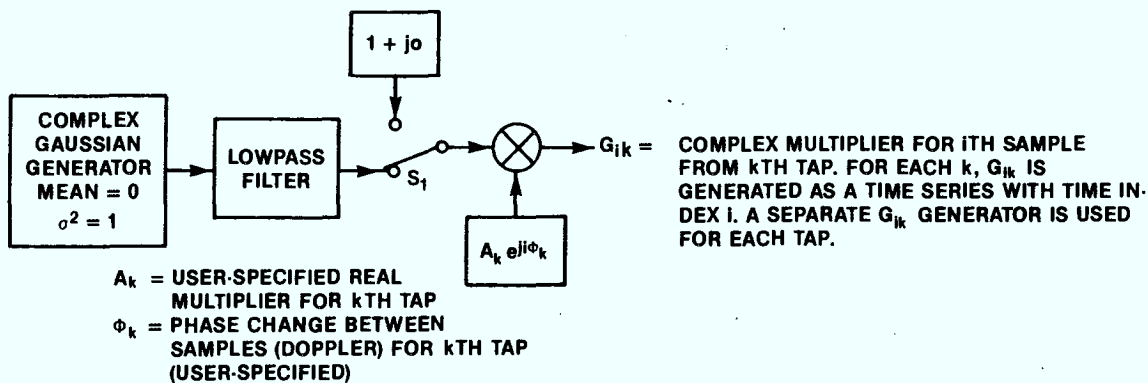 1 + jo
COMPLEX
GAUSSIAN
GENERATOR
MEAN = 0
σ² = 1
LOWPASS
FILTER
S₁
Gᵢₖ =
COMPLEX MULTIPLIER FOR iTH SAMPLE
FROM kTH TAP. FOR EACH k, Gᵢₖ IS
GENERATED AS A TIME SERIES WITH TIME IN-
DEX i. A SEPARATE Gᵢₖ GENERATOR IS USED
FOR EACH TAP.
Aₖ e^{jiΦₖ}
Aₖ = USER-SPECIFIED REAL
MULTIPLIER FOR kTH TAP
Φₖ = PHASE CHANGE BETWEEN
SAMPLES (DOPPLER) FOR kTH TAP
(USER-SPECIFIED)